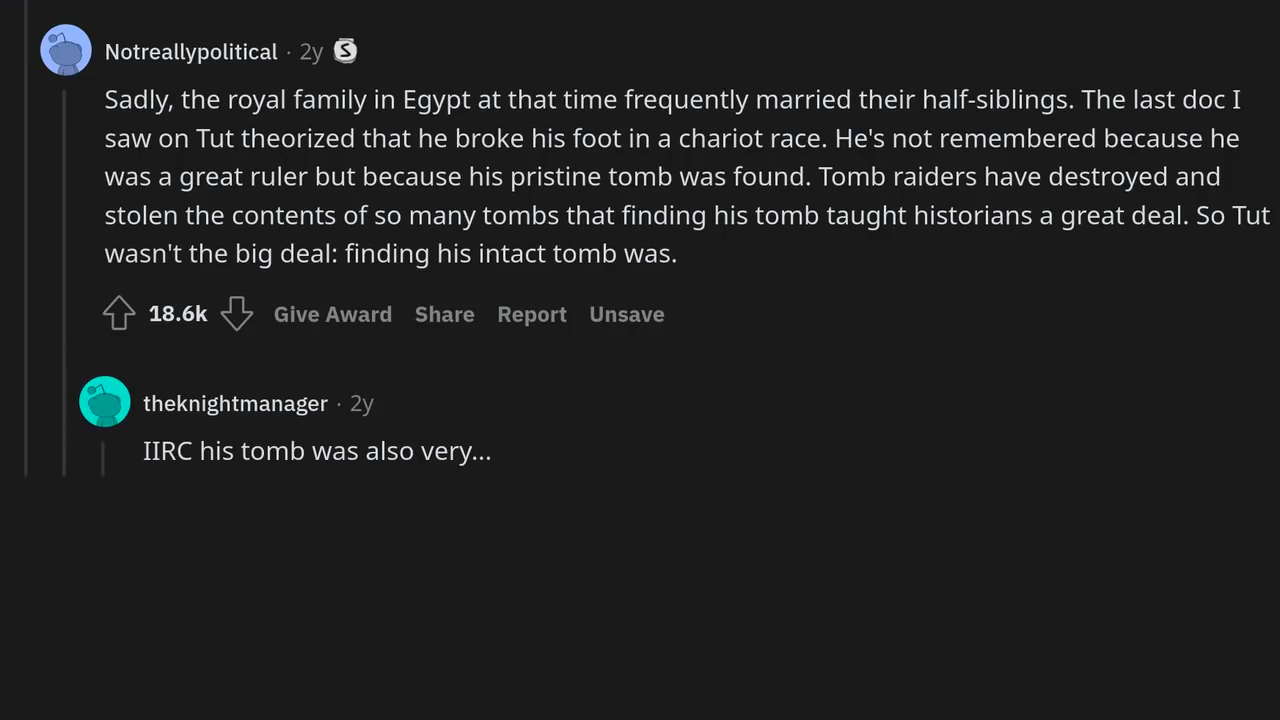 Notreallypolitical · 2y
Sadly, the royal family in Egypt at that time frequently married their half-siblings. The last doc I
saw on Tut theorized that he broke his foot in a chariot race. He's not remembered because he
was a great ruler but because his pristine tomb was found. Tomb raiders have destroyed and
stolen the contents of so many tombs that finding his tomb taught historians a great deal. So Tut
wasn't the big deal: finding his intact tomb was.
18.6k Give Award Share Report Unsave
theknightmanager · 2y
IIRC his tomb was also very...